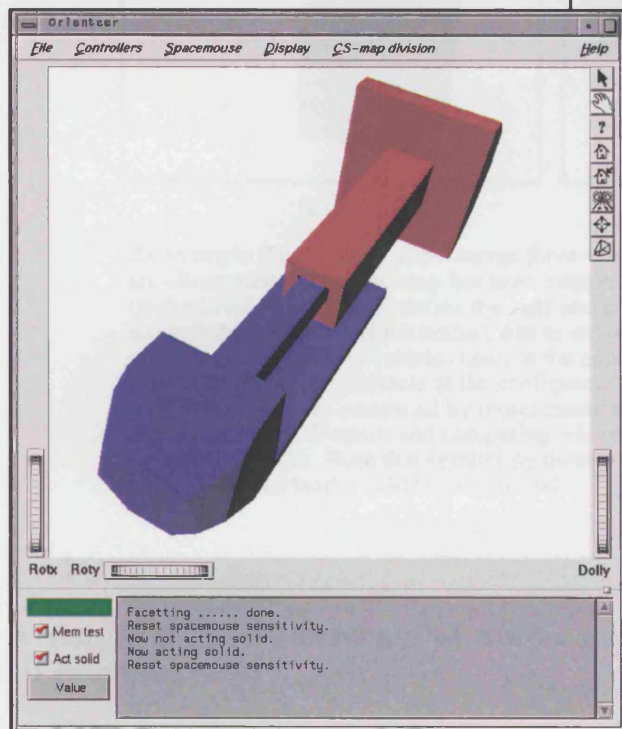 Orienteer
File Controllers Spacemouse Display CS-map division Help
?
Rotx Roty Dolly
Facetting ...... done.
Reset spacemouse sensitivity.
Now not acting solid.
Now acting solid.
Reset spacemouse sensitivity.
Mem test
Act solid
Value